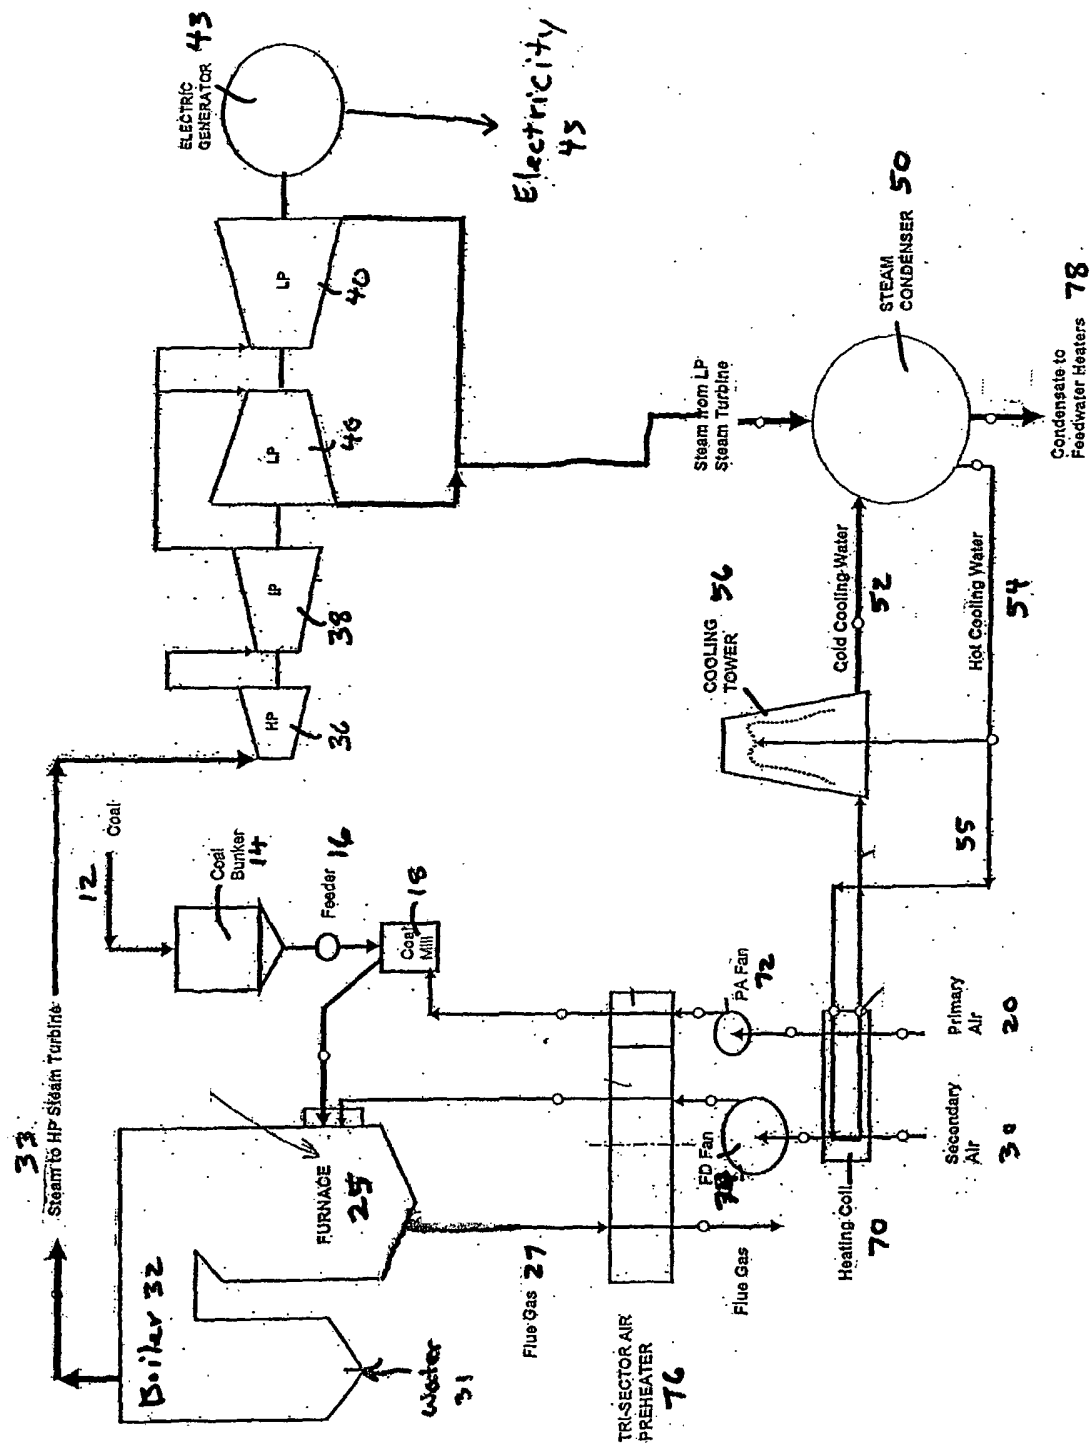 33
Steam to HP Steam Turbine
12
Coal
Coal
Bunker
14
Feeder 16
Coal
Mill
18
HP
36
IP
38
LP
40
LP
40
ELECTRIC
GENERATOR 43
Electricity
45
Boiler 32
FURNACE
25
Water
31
Flue Gas 27
TRI-SECTOR AIR
PREHEATER
76
Flue Gas
FD Fan
PA Fan
72
Heating Coil
70
Secondary
Air
30
Primary
Air
20
COOLING
TOWER 56
55
Cold Cooling Water
52
Hot Cooling Water
54
Steam from LP
Steam Turbine
STEAM
CONDENSER 50
Condensate to
Feedwater Heaters 78